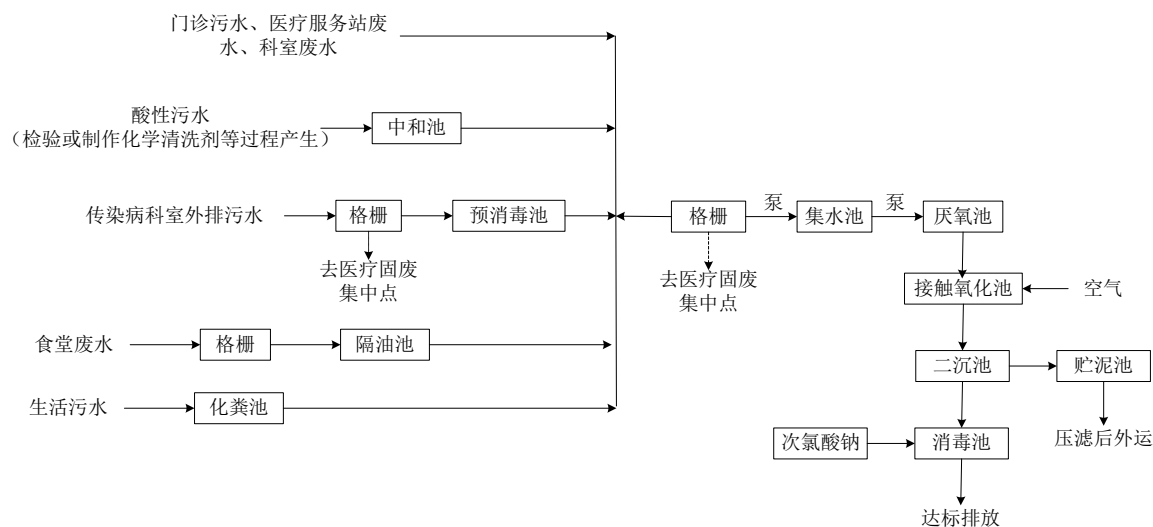 门诊污水、医疗服务站废
水、科室废水
酸性污水
（检验或制作化学清洗剂等过程产生）
中和池
传染病科室外排污水
格栅
预消毒池
格栅
泵
集水池
泵
厌氧池
去医疗固废
集中点
去医疗固废
集中点
接触氧化池
空气
食堂废水
格栅
隔油池
二沉池
贮泥池
生活污水
化粪池
次氯酸钠
消毒池
压滤后外运
达标排放